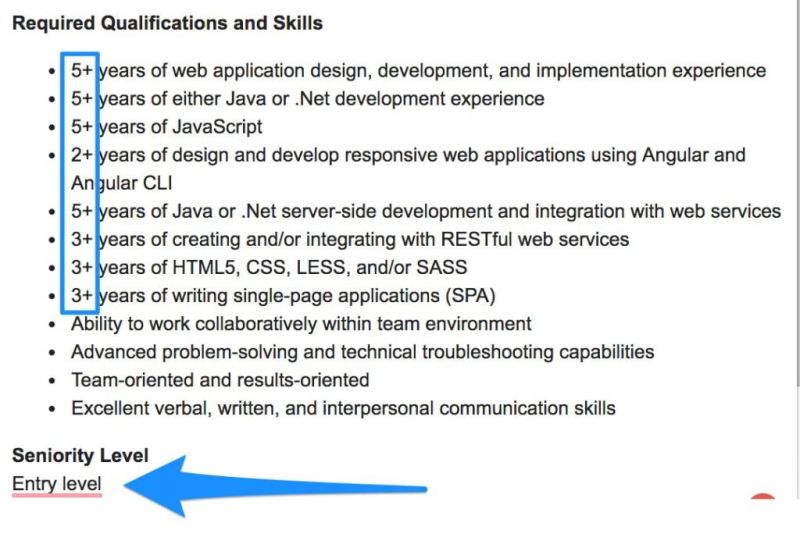 Required Qualifications and Skills
• 5+ years of web application design, development, and implementation experience
• 5+ years of either Java or .Net development experience
• 5+ years of JavaScript
• 2+ years of design and develop responsive web applications using Angular and
Angular CLI
• 5+ years of Java or .Net server-side development and integration with web services
• 3+ years of creating and/or integrating with RESTful web services
• 3+ years of HTML5, CSS, LESS, and/or SASS
• 3+ years of writing single-page applications (SPA)
• Ability to work collaboratively within team environment
• Advanced problem-solving and technical troubleshooting capabilities
• Team-oriented and results-oriented
• Excellent verbal, written, and interpersonal communication skills
Seniority Level
Entry level